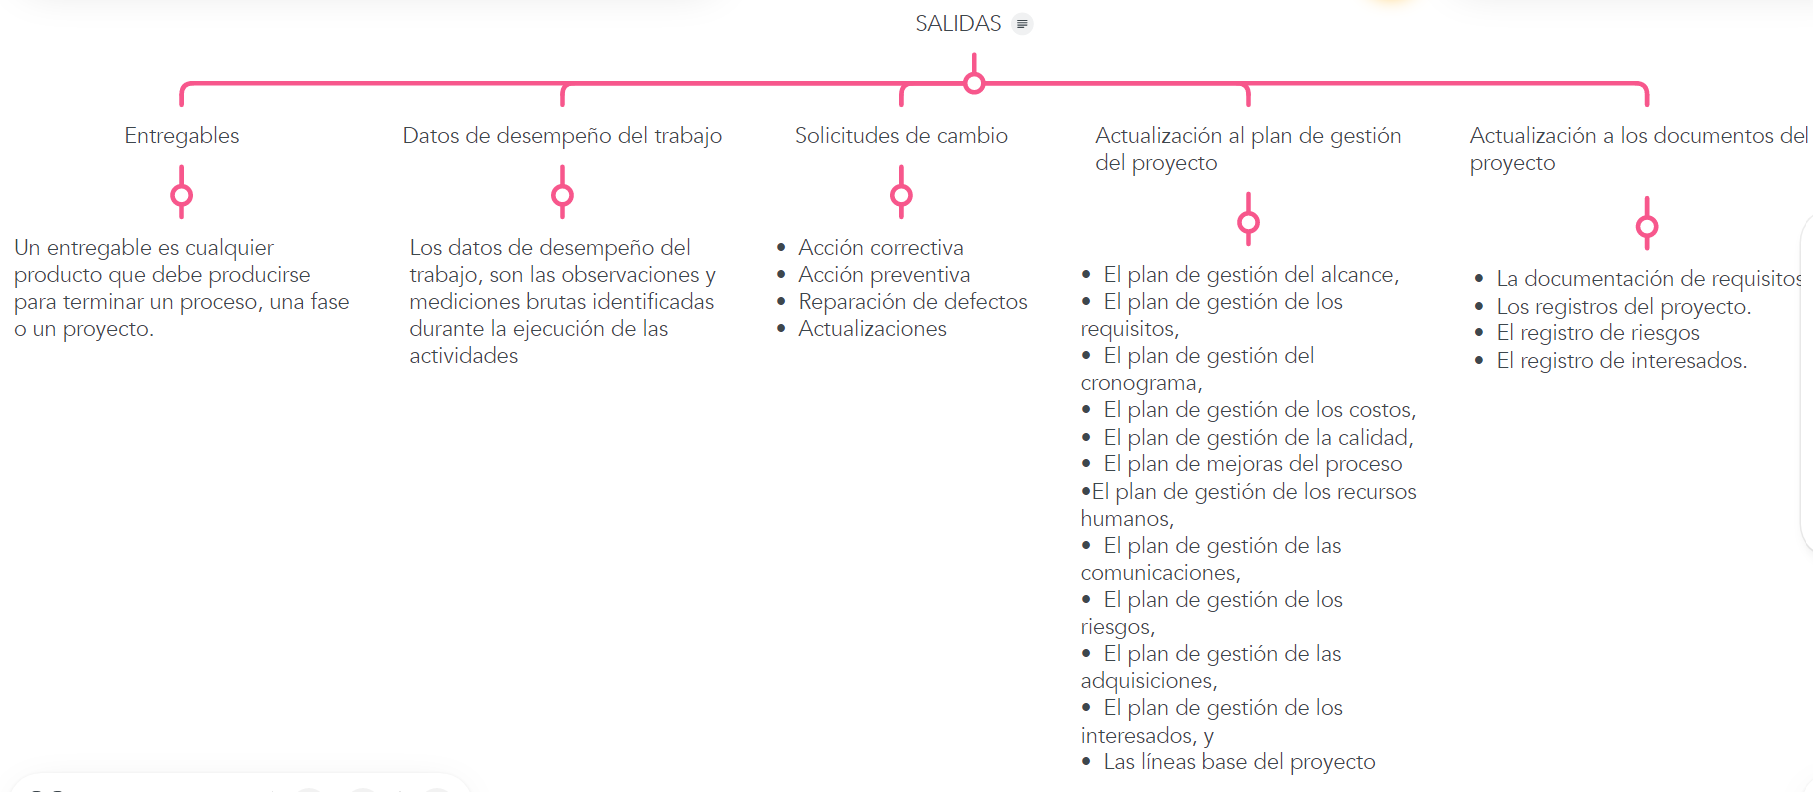 SALIDAS
Entregables
Un entregable es cualquier
producto que debe producirse
para terminar un proceso, una fase
o un proyecto.
Datos de desempeño del trabajo
Los datos de desempeño del
trabajo, son las observaciones y
mediciones brutas identificadas
durante la ejecución de las
actividades
Solicitudes de cambio
• Acción correctiva
• Acción preventiva
• Reparación de defectos
• Actualizaciones
Actualización al plan de gestión
del proyecto
• El plan de gestión del alcance,
• El plan de gestión de los
requisitos,
• El plan de gestión del
cronograma,
• El plan de gestión de los costos,
• El plan de gestión de la calidad,
• El plan de mejoras del proceso
•El plan de gestión de los recursos
humanos,
• El plan de gestión de las
comunicaciones,
• El plan de gestión de los
riesgos,
• El plan de gestión de las
adquisiciones,
• El plan de gestión de los
interesados, y
• Las líneas base del proyecto
Actualización a los documentos del
proyecto
• La documentación de requisitos
• Los registros del proyecto.
• El registro de riesgos
• El registro de interesados.